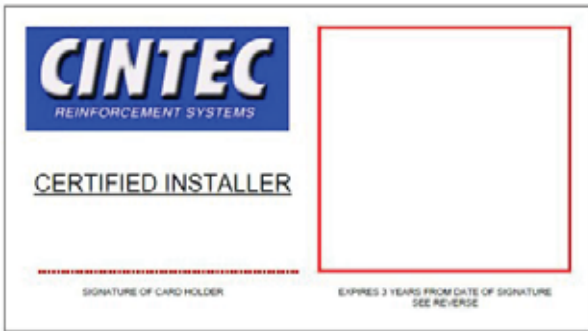 CINTEC
REINFORCEMENT SYSTEMS
CERTIFIED INSTALLER
SIGNATURE OF CARD HOLDER
EXPIRES 3 YEARS FROM DATE OF SIGNATURE
SEE REVERSE